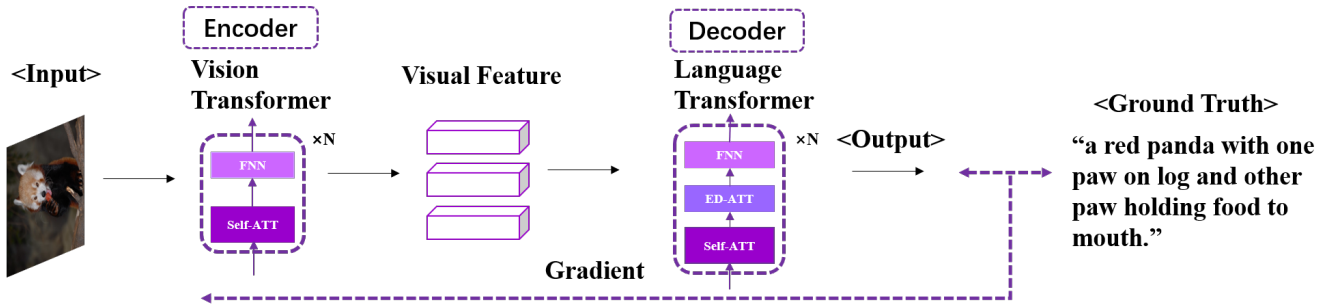 Encoder
Decoder
<Input>
Vision
Transformer
Visual Feature
Language
Transformer
×N
FNN
Self-ATT
×N
FNN
ED-ATT
Self-ATT
<Output>
<Ground Truth>
“a red panda with one
paw on log and other
paw holding food to
mouth.”
Gradient